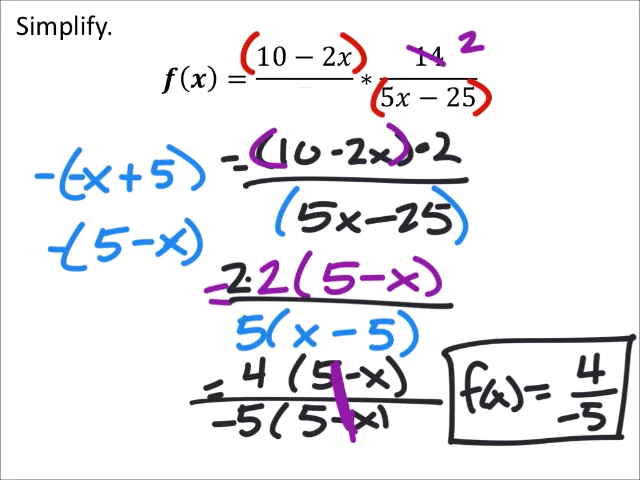 Simplify.
f(x) = (10 − 2x) / * 14 2 / (5x − 25)
= (10 - 2x) • 2 / (5x - 25)
-(-x + 5)
-(5 - x)
= 2 · 2 (5 - x) / 5(x - 5)
= 4 (5 - x) / -5 (5 - x)
f(x) = 4 / -5